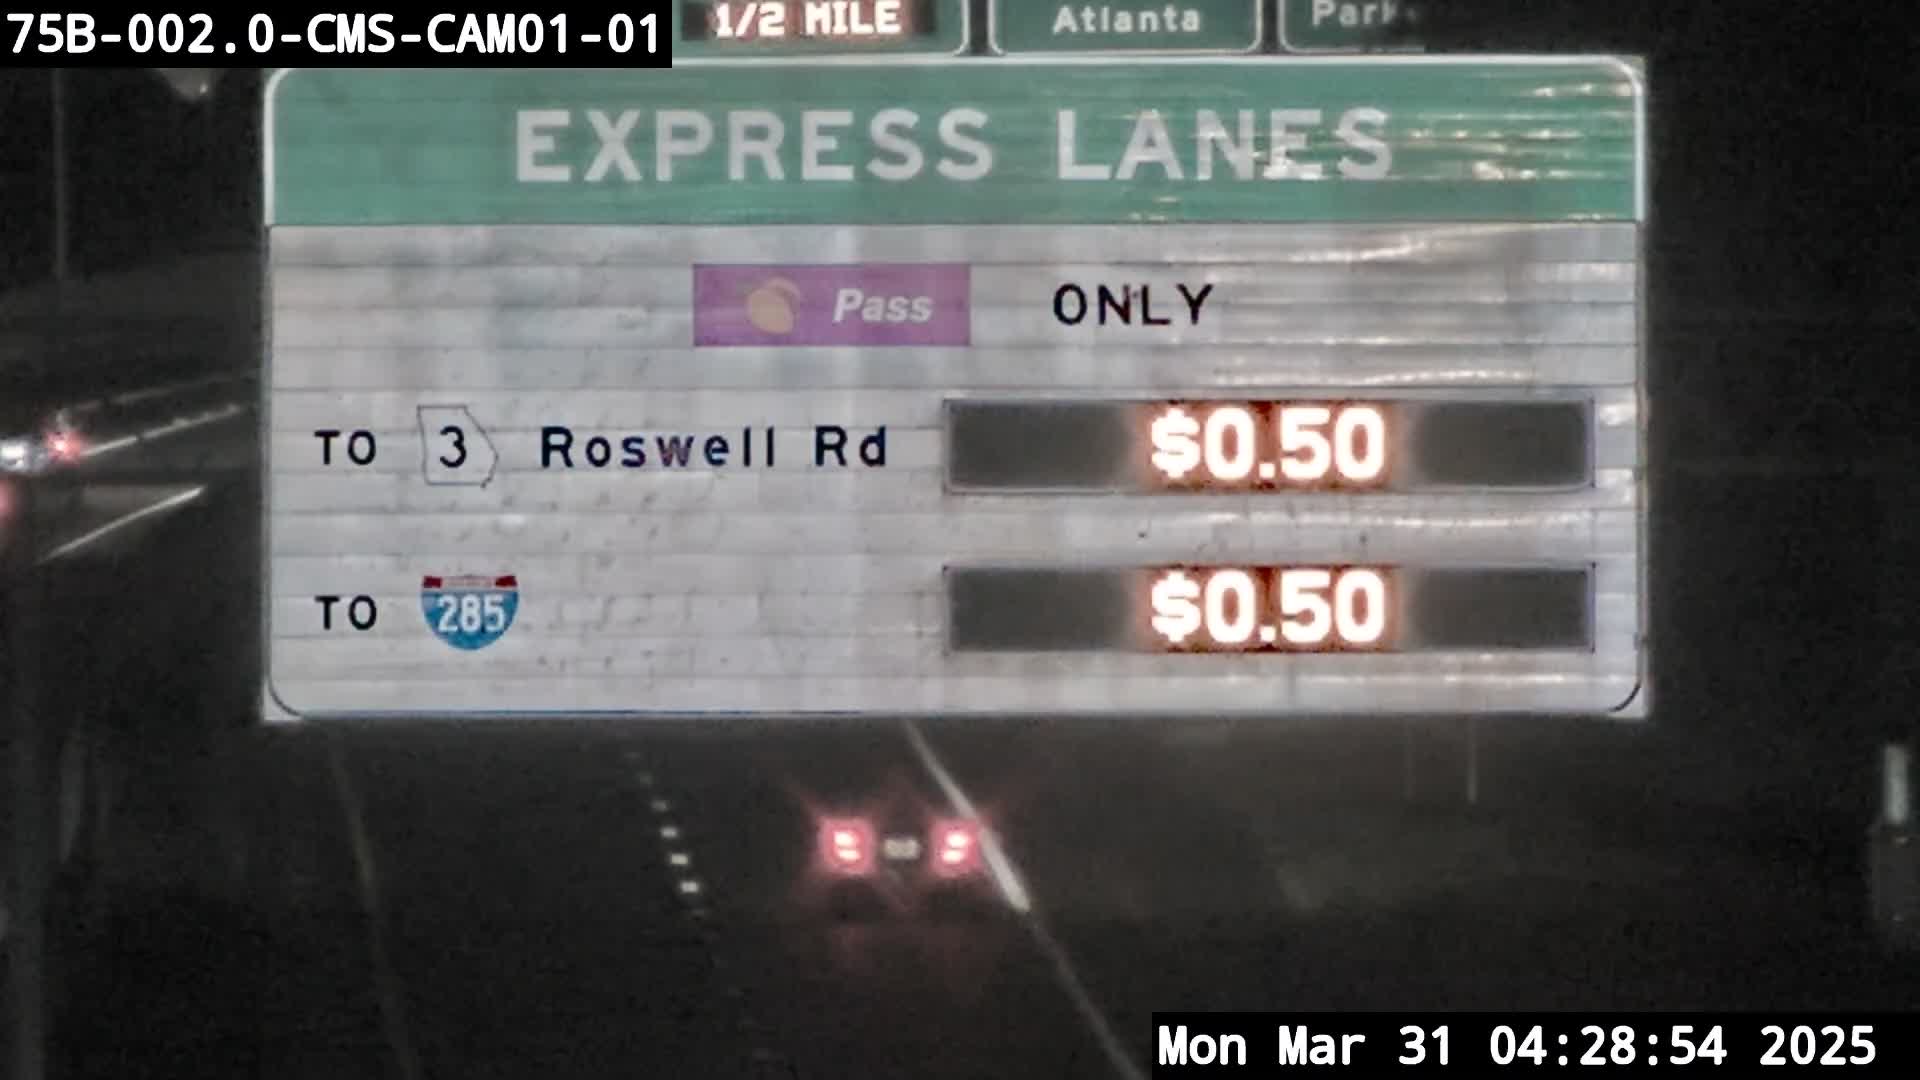 75B-002.0-CMS-CAM01-01
1/2 MILE
Atlanta
EXPRESS LANES
Pass ONLY
TO 3 Roswell Rd $0.50
TO 285 $0.50
Mon Mar 31 04:28:54 2025